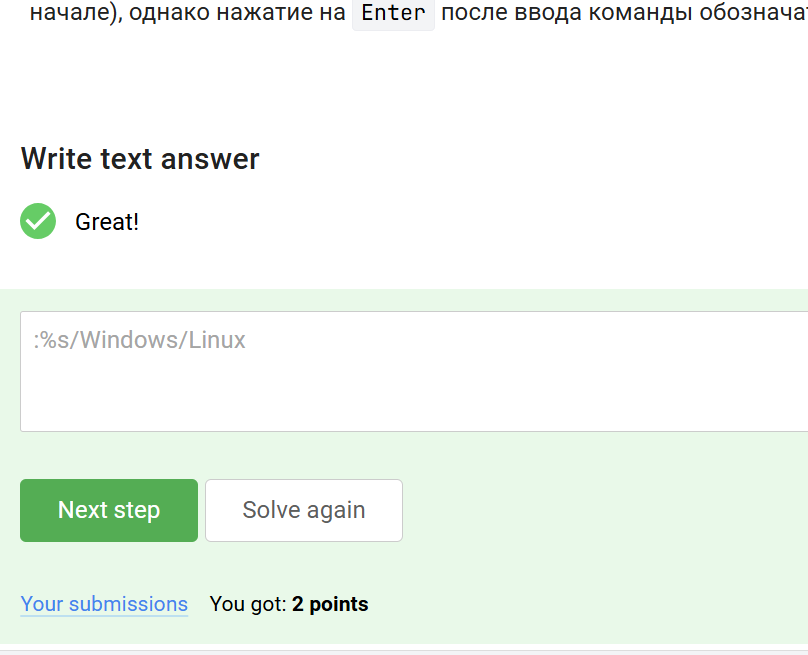 начале), однако нажатие на Enter после ввода команды
Write text answer
Great!
:%s/Windows/Linux
Next step
Solve again
Your submissions You got: 2 points